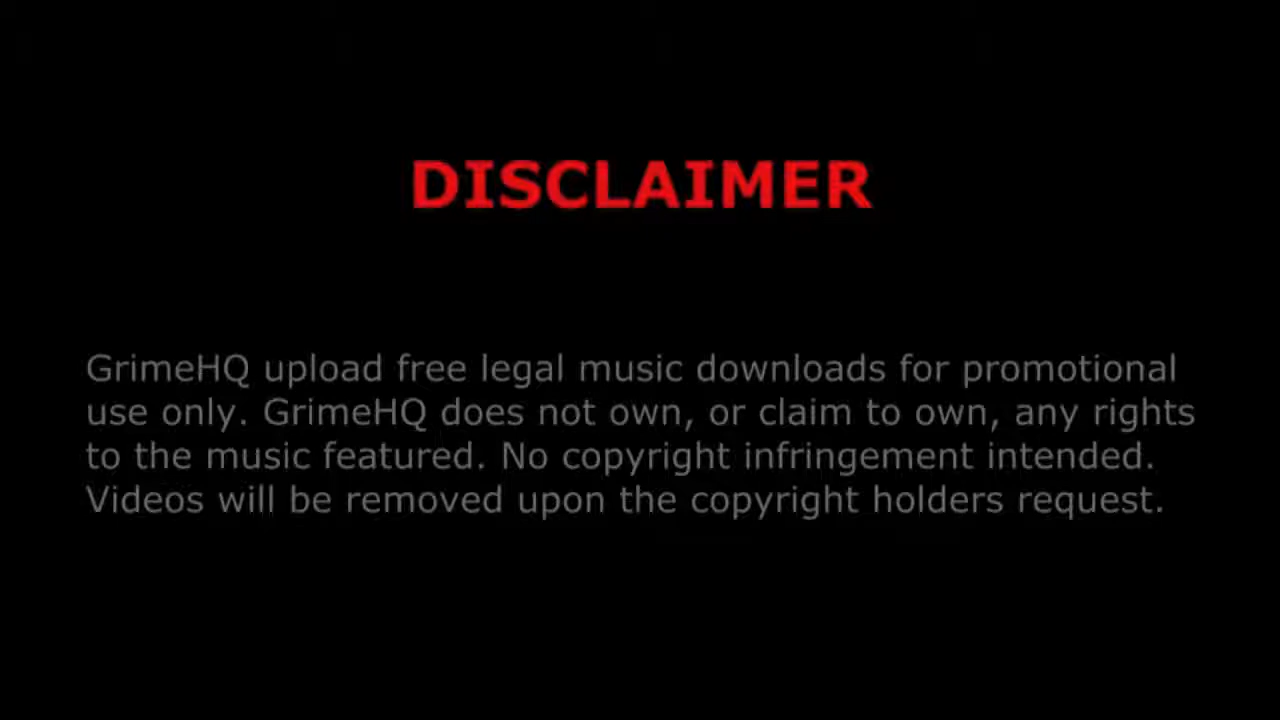 DISCLAIMER
GrimeHQ upload free legal music downloads for promotional
use only. GrimeHQ does not own, or claim to own, any rights
to the music featured. No copyright infringement intended.
Videos will be removed upon the copyright holders request.